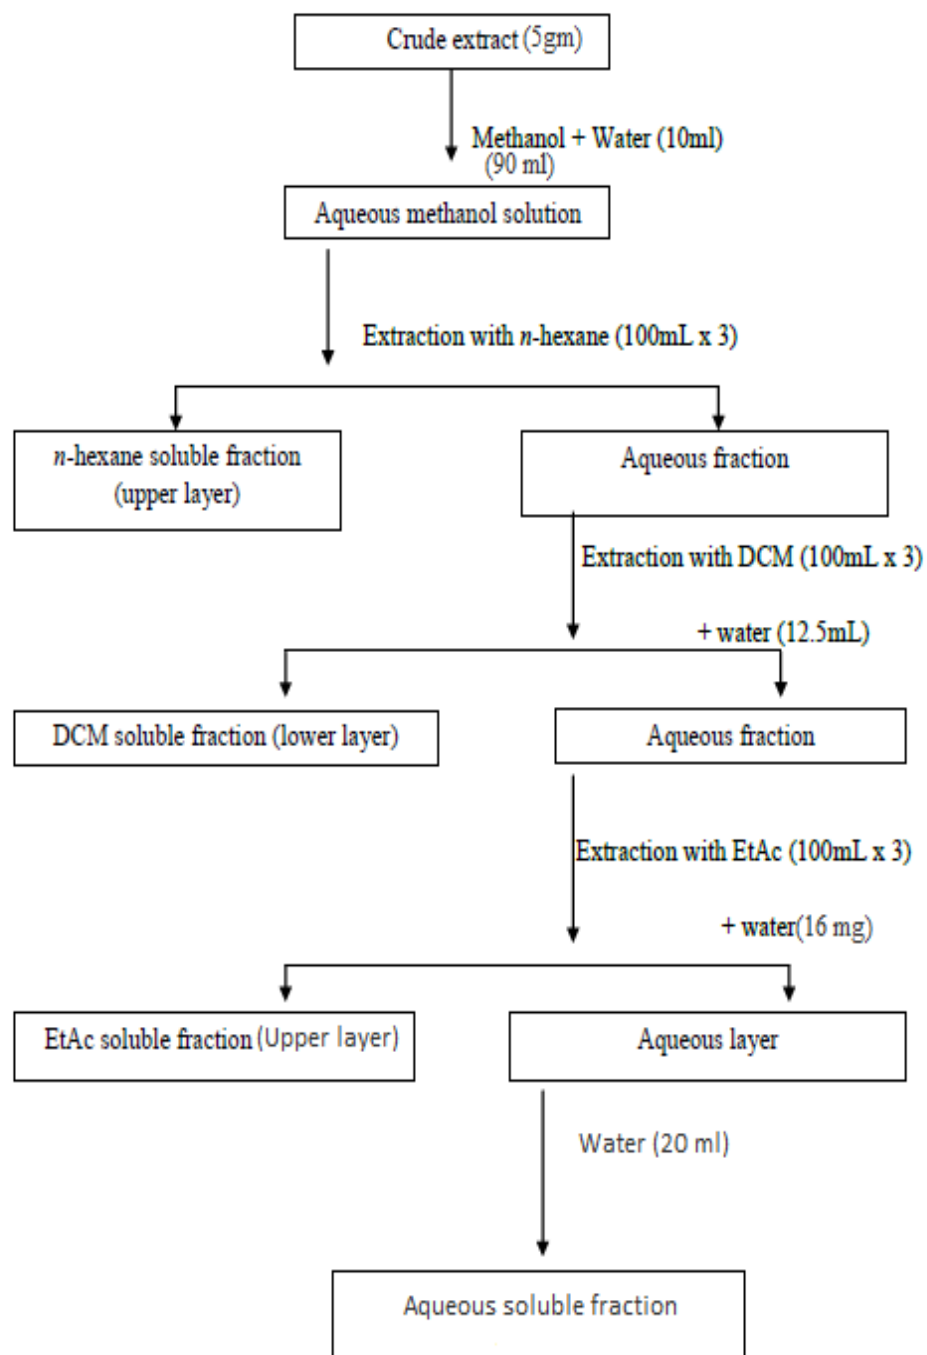 Crude extract (5gm)
Methanol + Water (10ml)
(90 ml)
Aqueous methanol solution
Extraction with n-hexane (100mL x 3)
n-hexane soluble fraction
(upper layer)
Aqueous fraction
Extraction with DCM (100mL x 3)
+ water (12.5mL)
DCM soluble fraction (lower layer)
Aqueous fraction
Extraction with EtAc (100mL x 3)
+ water(16 mg)
EtAc soluble fraction (Upper layer)
Aqueous layer
Water (20 ml)
Aqueous soluble fraction